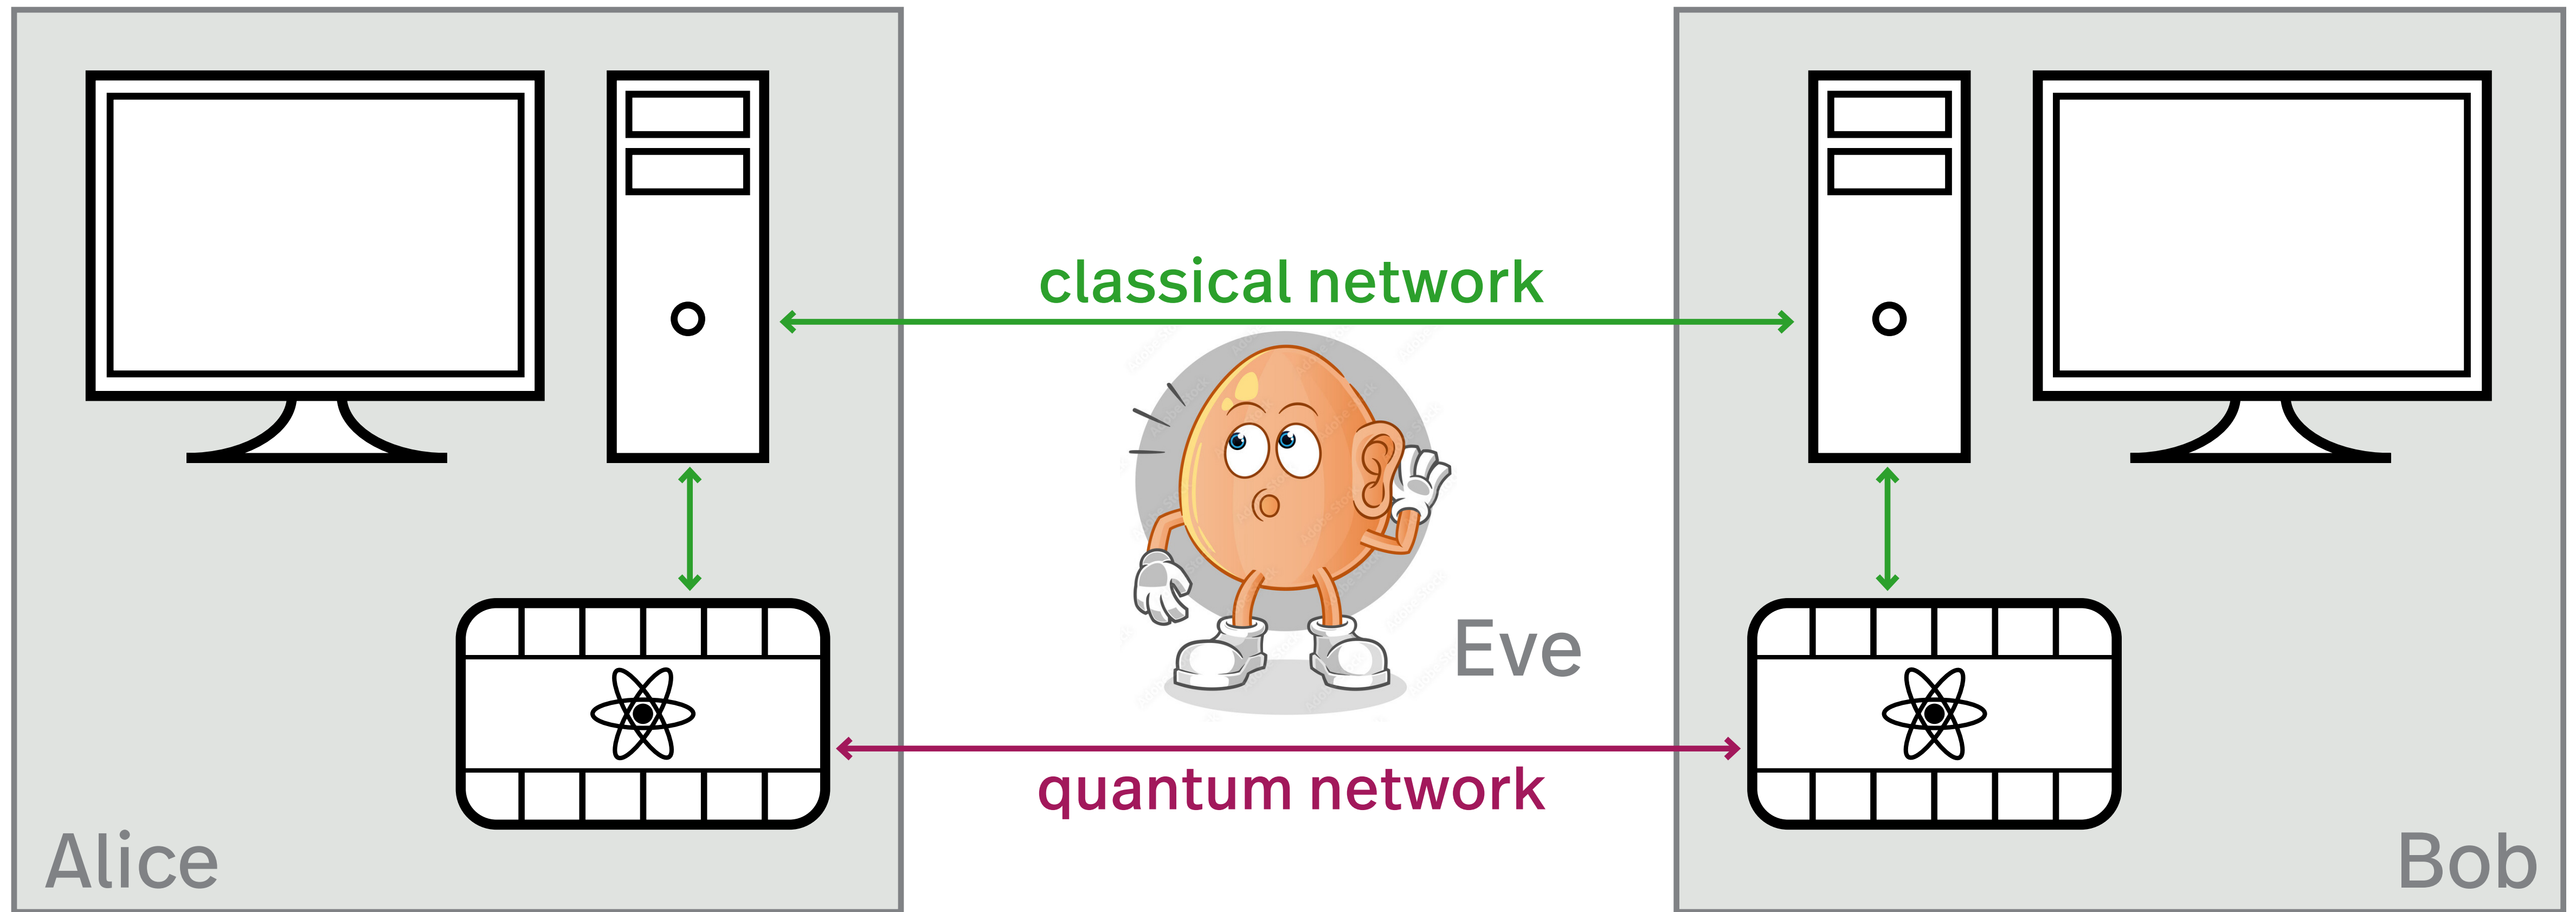 classical network
Eve
quantum network
Alice
Bob